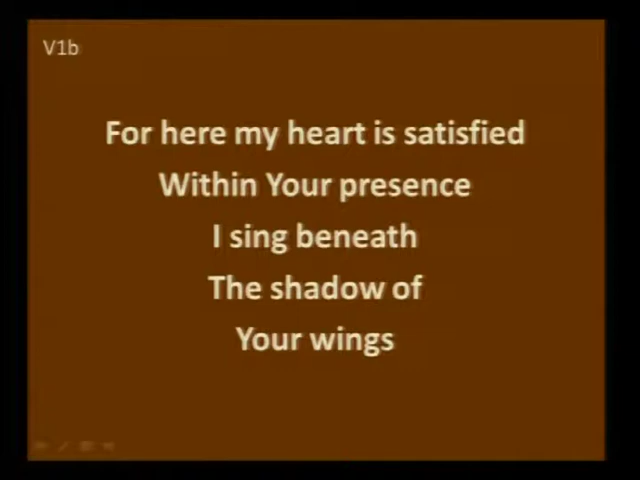 V1b
For here my heart is satisfied
Within Your presence
I sing beneath
The shadow of
Your wings